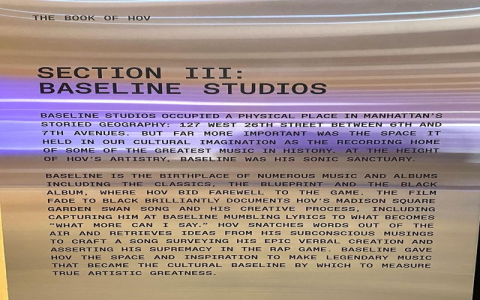 THE BOOK OF HOV
SECTION III:
BASELINE STUDIOS
BASELINE STUDIOS OCCUPIED A PHYSICAL PLACE IN MANHATTAN'S
STORIED GEOGRAPHY: 127 WEST 26TH STREET BETWEEN 6TH AND
7TH AVENUES. BUT FAR MORE IMPORTANT WAS THE SPACE IT
HELD IN OUR CULTURAL IMAGINATION AS THE RECORDING HOME
OF SOME OF THE GREATEST MUSIC IN HISTORY. AT THE HEIGHT
OF HOV'S ARTISTRY, BASELINE WAS HIS SONIC SANCTUARY.
BASELINE IS THE BIRTHPLACE OF NUMEROUS MUSIC AND ALBUMS
INCLUDING THE CLASSICS, THE BLUEPRINT AND THE BLACK
ALBUM, WHERE HOV BID FAREWELL TO THE GAME. THE FILM
FADE TO BLACK BRILLIANTLY DOCUMENTS HOV'S MADISON SQUARE
GARDEN SWAN SONG AND HIS CREATIVE PROCESS, INCLUDING
CAPTURING HIM AT BASELINE MUMBLING LYRICS TO WHAT BECOMES
"WHAT MORE CAN I SAY." HOV SNATCHES WORDS OUT OF THE
AIR AND RETRIEVES IDEAS FROM HIS SUBCONSCIOUS MUSINGS
TO CRAFT A SONG SURVEYING HIS EPIC VERBAL CREATION AND
ASSERTING HIS SUPREMACY IN THE RAP GAME. BASELINE GAVE
HOV THE SPACE AND INSPIRATION TO MAKE LEGENDARY MUSIC
THAT BECAME THE CULTURAL BASELINE BY WHICH TO MEASURE
TRUE ARTISTIC GREATNESS.